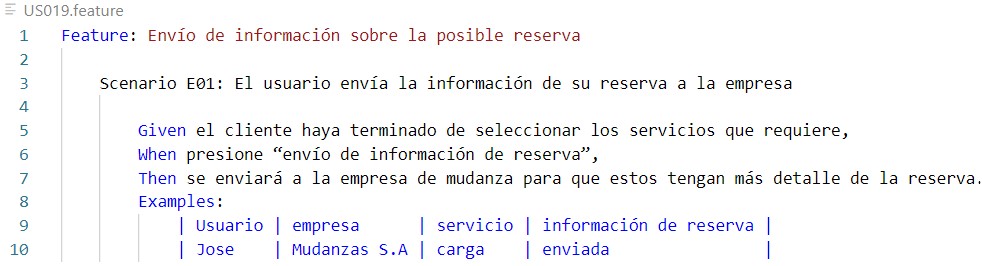 US019.feature
1 Feature: Envío de información sobre la posible reserva
2
3 Scenario E01: El usuario envía la información de su reserva a la empresa
4
5 Given el cliente haya terminado de seleccionar los servicios que requiere,
6 When presione “envío de información de reserva”,
7 Then se enviará a la empresa de mudanza para que estos tengan más detalle de la reserva.
8 Examples:
9 | Usuario | empresa | servicio | información de reserva |
10 | Jose | Mudanzas S.A | carga | enviada |